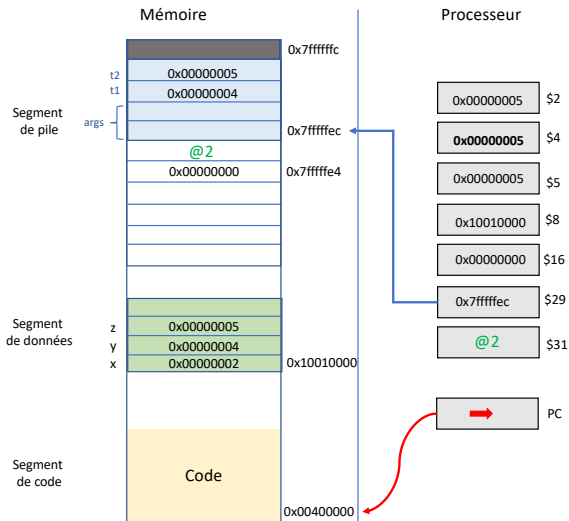 Mémoire
Processeur
0x7ffffffc
t2
0x00000005
t1
0x00000004
Segment
de pile
args
0x7fffffec
@2
0x00000000
0x7fffffe4
0x00000005
$2
0x00000005
$4
0x00000005
$5
0x10010000
$8
0x00000000
$16
0x7fffffec
$29
@2
$31
Segment
de données
z
0x00000005
y
0x00000004
x
0x00000002
0x10010000
PC
Segment
de code
Code
0x00400000